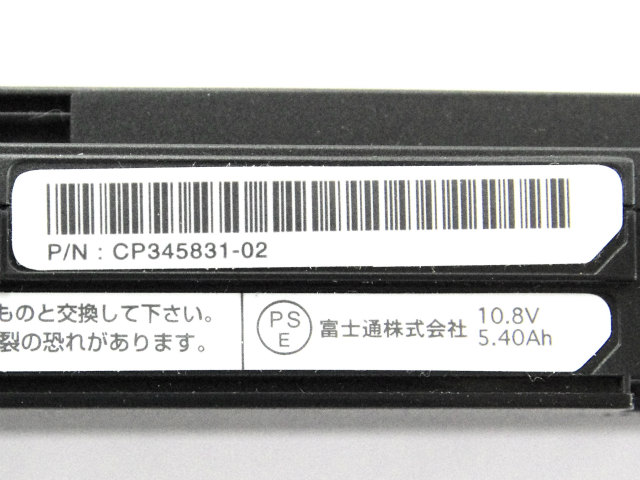 P/N : CP345831-02
ものと交換して下さい。
裂の恐れがあります。
PS
E
富士通株式会社
10.8V
5.40Ah